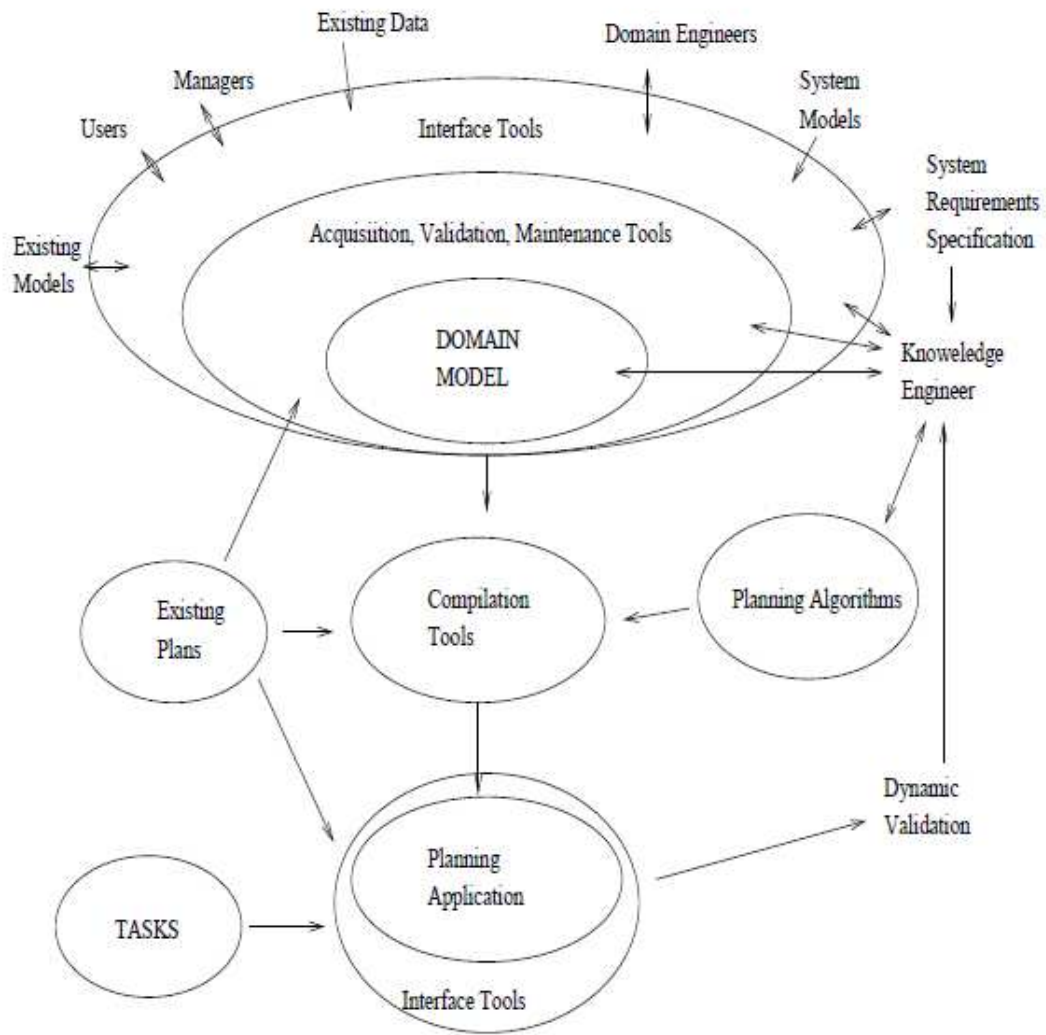 Existing Data
Domain Engineers
Managers
System
Models
Users
Interface Tools
System
Requirements
Specification
Acquisiition, Validation, Maintenance Tools
Existing
Models
DOMAIN
MODEL
Knoweledge
Engineer
Existing
Plans
Compilation
Tools
Planning Algorithms
Dynamic
Validation
Planning
Application
TASKS
Interface Tools